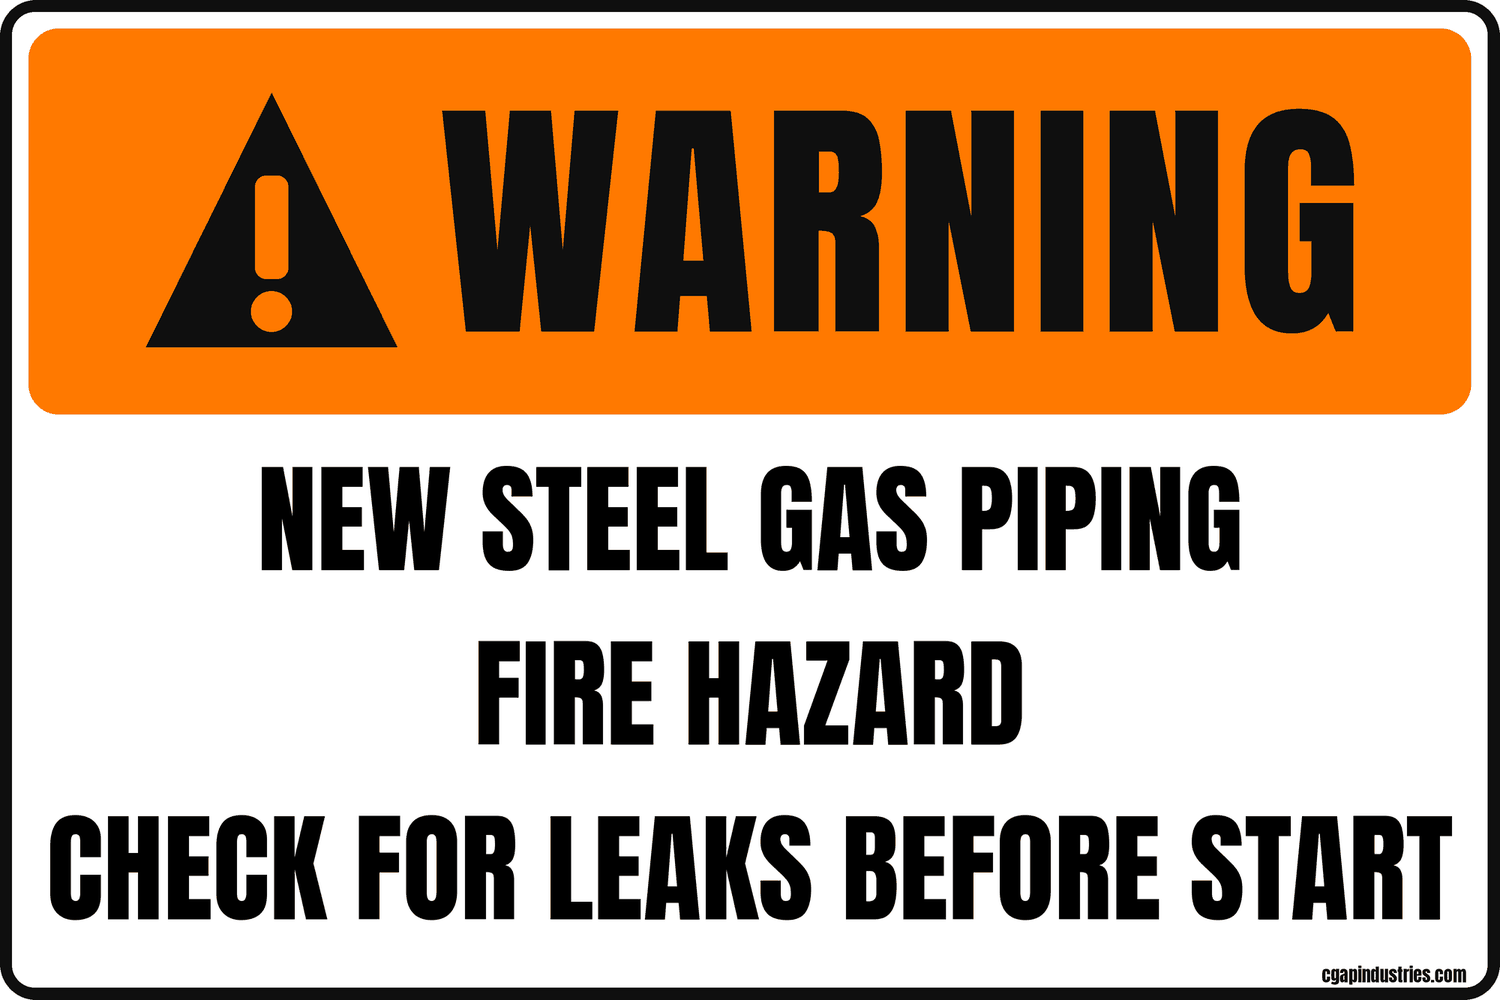 WARNING
NEW STEEL GAS PIPING
FIRE HAZARD
CHECK FOR LEAKS BEFORE START
cgapindustries.com